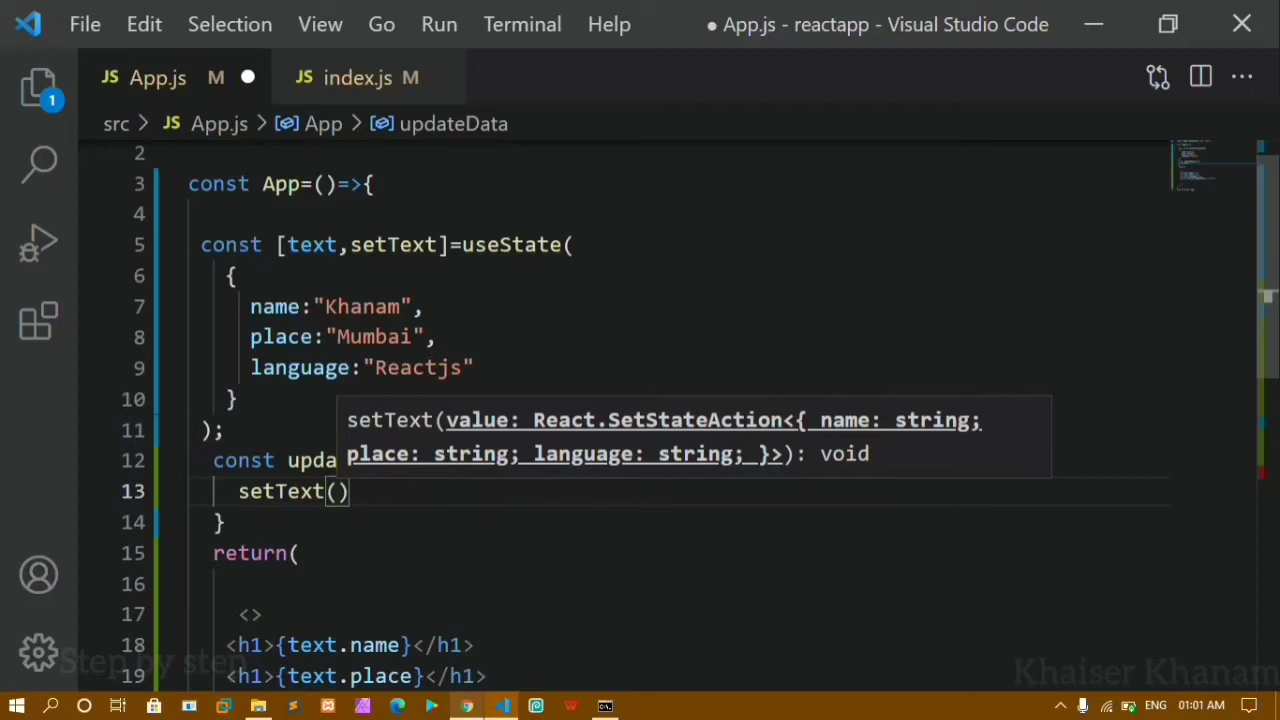 File Edit Selection View Go Run Terminal Help ● App.js - reactapp - Visual Studio Code
JS App.js M ● JS index.js M
1
src > JS App.js > App > updateData
2
3 const App=()=>{
4
5 const [text,setText]=useState(
6 {
7 name:"Khanam",
8 place:"Mumbai",
9 language:"Reactjs"
10 }
11 );
setText(value: React.SetStateAction<{ name: string;
place: string; language: string; }>): void
12 const upda
13 setText()
14 }
15 return(
16
17 <>
18 <h1>{text.name}</h1>
19 <h1>{text.place}</h1>
Step by step
Khaiser Khanam
ENG 01:01 AM